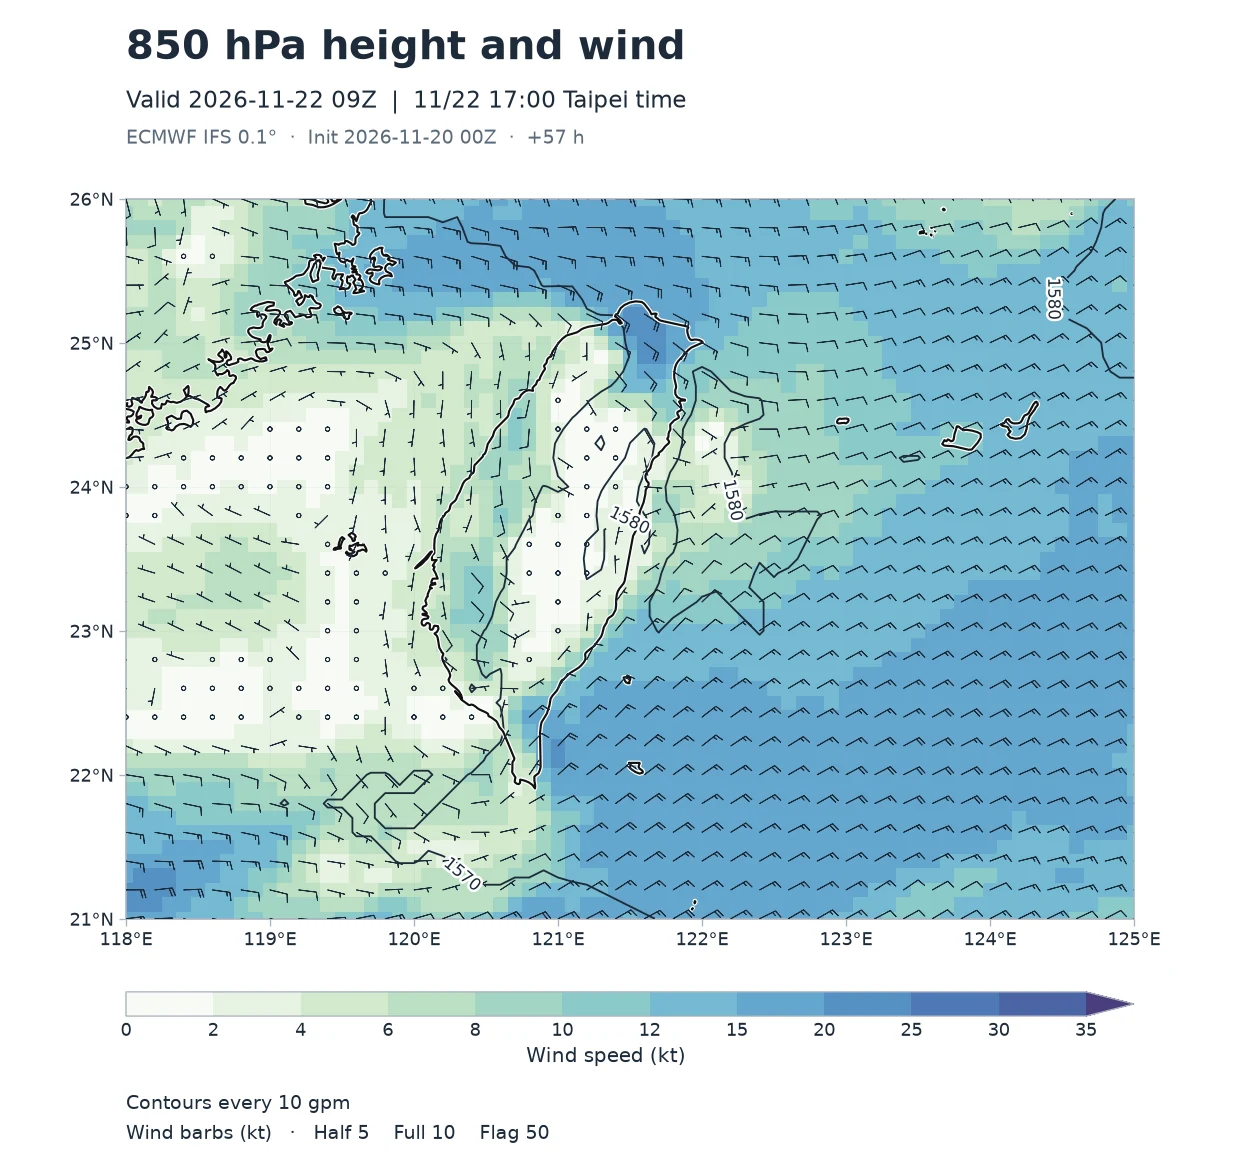 850 hPa height and wind
Valid 2026-11-22 09Z | 11/22 17:00 Taipei time
ECMWF IFS 0.1° · Init 2026-11-20 00Z · +57 h
26°N
25°N
24°N
23°N
22°N
21°N
1580
1580
1580
1570
118°E 119°E 120°E 121°E 122°E 123°E 124°E 125°E
0 2 4 6 8 10 12 15 20 25 30 35
Wind speed (kt)
Contours every 10 gpm
Wind barbs (kt) · Half 5 Full 10 Flag 50